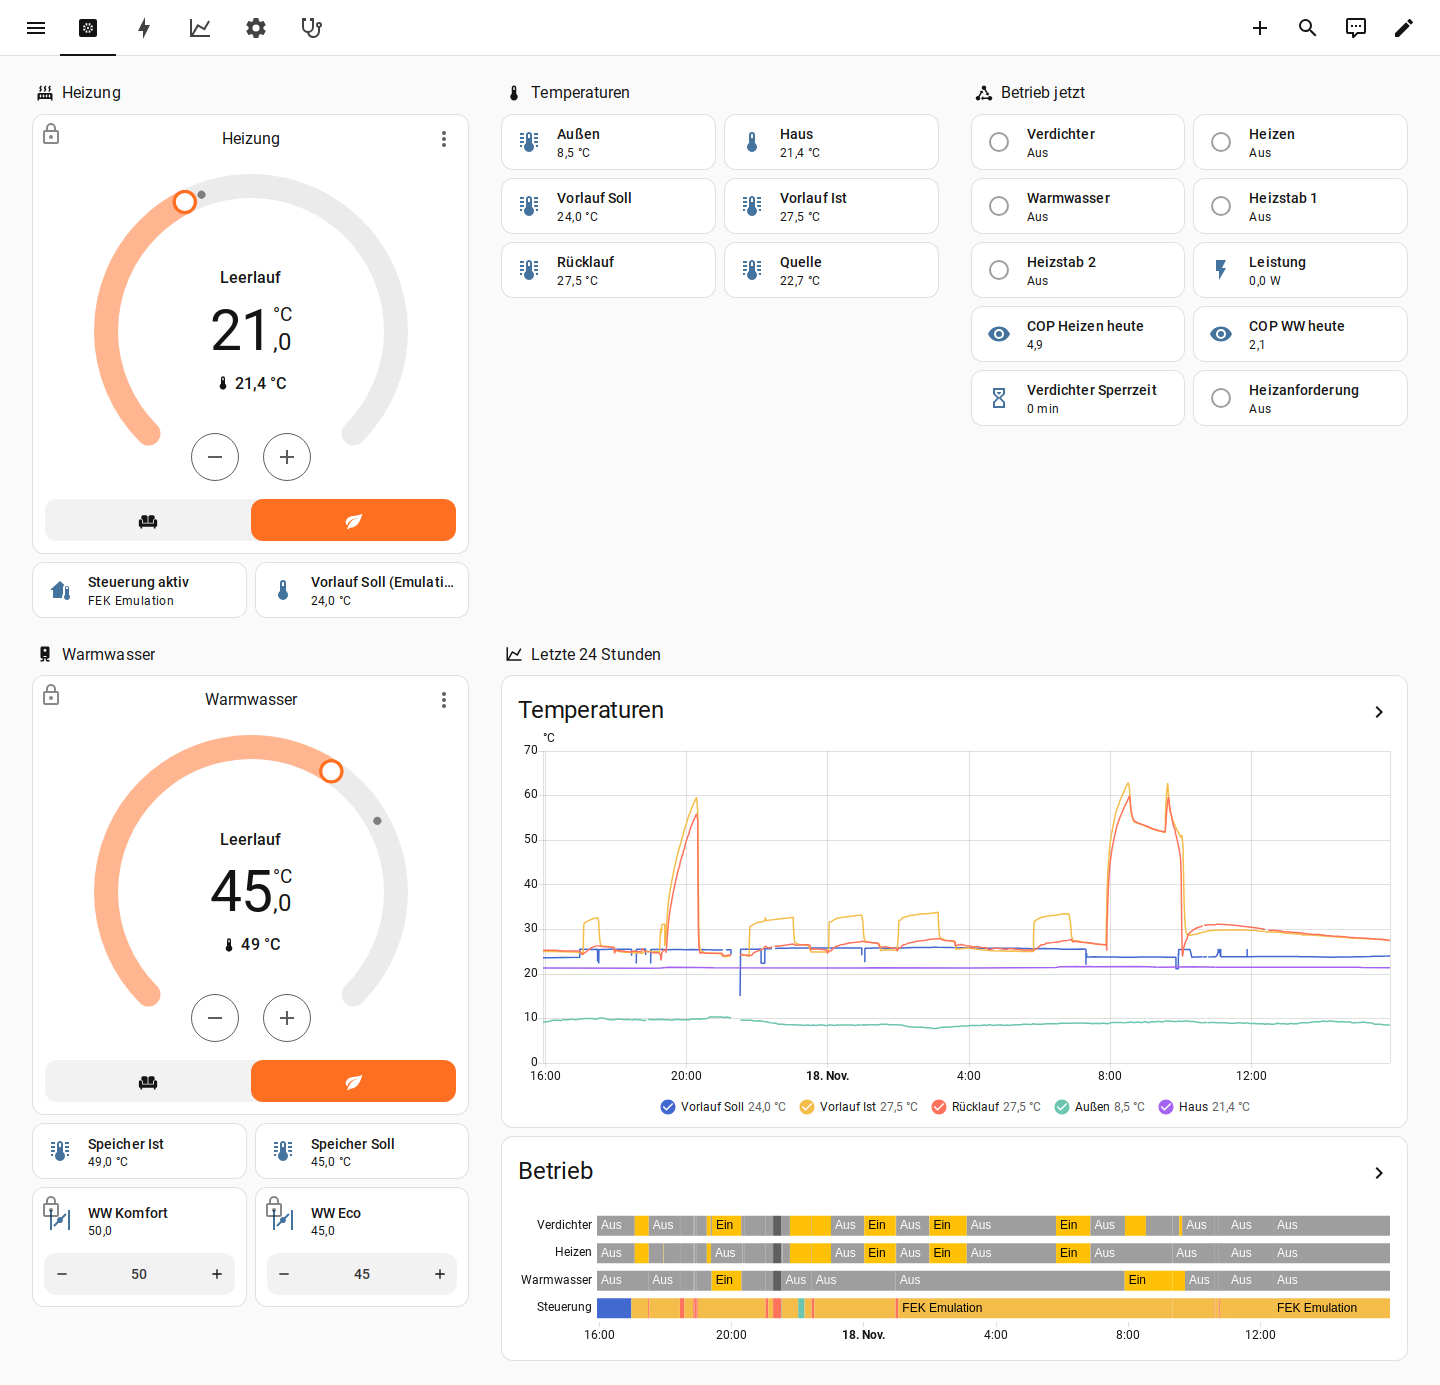 Heizung
Heizung
Leerlauf
21,0 °C
21,4 °C
Steuerung aktiv
FEK Emulation
Vorlauf Soll (Emulati...
24,0 °C
Temperaturen
Außen
8,5 °C
Haus
21,4 °C
Vorlauf Soll
24,0 °C
Vorlauf Ist
27,5 °C
Rücklauf
27,5 °C
Quelle
22,7 °C
Betrieb jetzt
Verdichter
Aus
Heizen
Aus
Warmwasser
Aus
Heizstab 1
Aus
Heizstab 2
Aus
Leistung
0,0 W
COP Heizen heute
4,9
COP WW heute
2,1
Verdichter Sperrzeit
0 min
Heizanforderung
Aus
Warmwasser
Warmwasser
Leerlauf
45,0 °C
49 °C
Speicher Ist
49,0 °C
Speicher Soll
45,0 °C
WW Komfort
50,0
50
WW Eco
45,0
45
Letzte 24 Stunden
Temperaturen
°C
70
60
50
40
30
20
10
0
16:00 20:00 18. Nov. 4:00 8:00 12:00
Vorlauf Soll 24,0 °C Vorlauf Ist 27,5 °C Rücklauf 27,5 °C Außen 8,5 °C Haus 21,4 °C
Betrieb
Verdichter Aus Aus Ein Aus Ein Aus Ein Aus Ein Aus Aus Aus Aus
Heizen Aus Aus Aus Ein Aus Ein Aus Ein Aus Aus Aus Aus
Warmwasser Aus Aus Ein Aus Aus Aus Ein Aus Aus Aus
Steuerung FEK Emulation FEK Emulation
16:00 20:00 18. Nov. 4:00 8:00 12:00